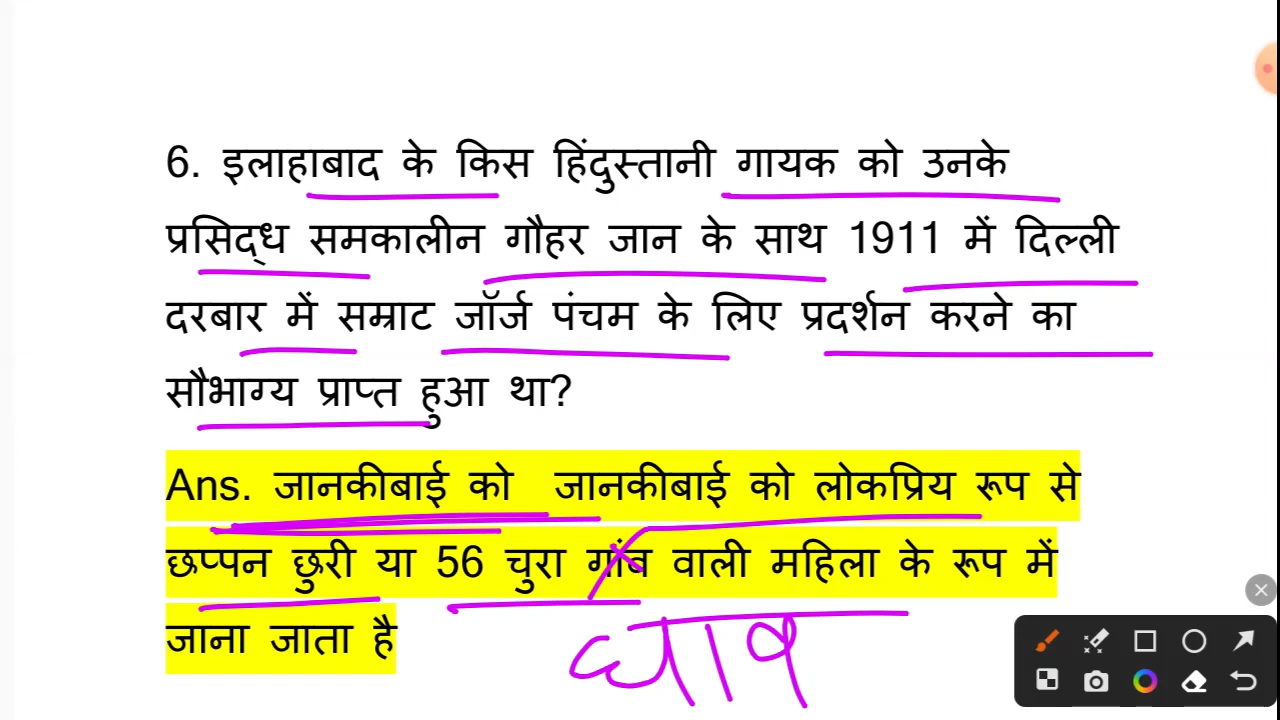 6. इलाहाबाद के किस हिंदुस्तानी गायक को उनके
प्रसिद्ध समकालीन गौहर जान के साथ 1911 में दिल्ली
दरबार में सम्राट जॉर्ज पंचम के लिए प्रदर्शन करने का
सौभाग्य प्राप्त हुआ था?
Ans. जानकीबाई को जानकीबाई को लोकप्रिय रूप से
छप्पन छुरी या 56 चुरा गांव वाली महिला के रूप में
जाना जाता है
घाव